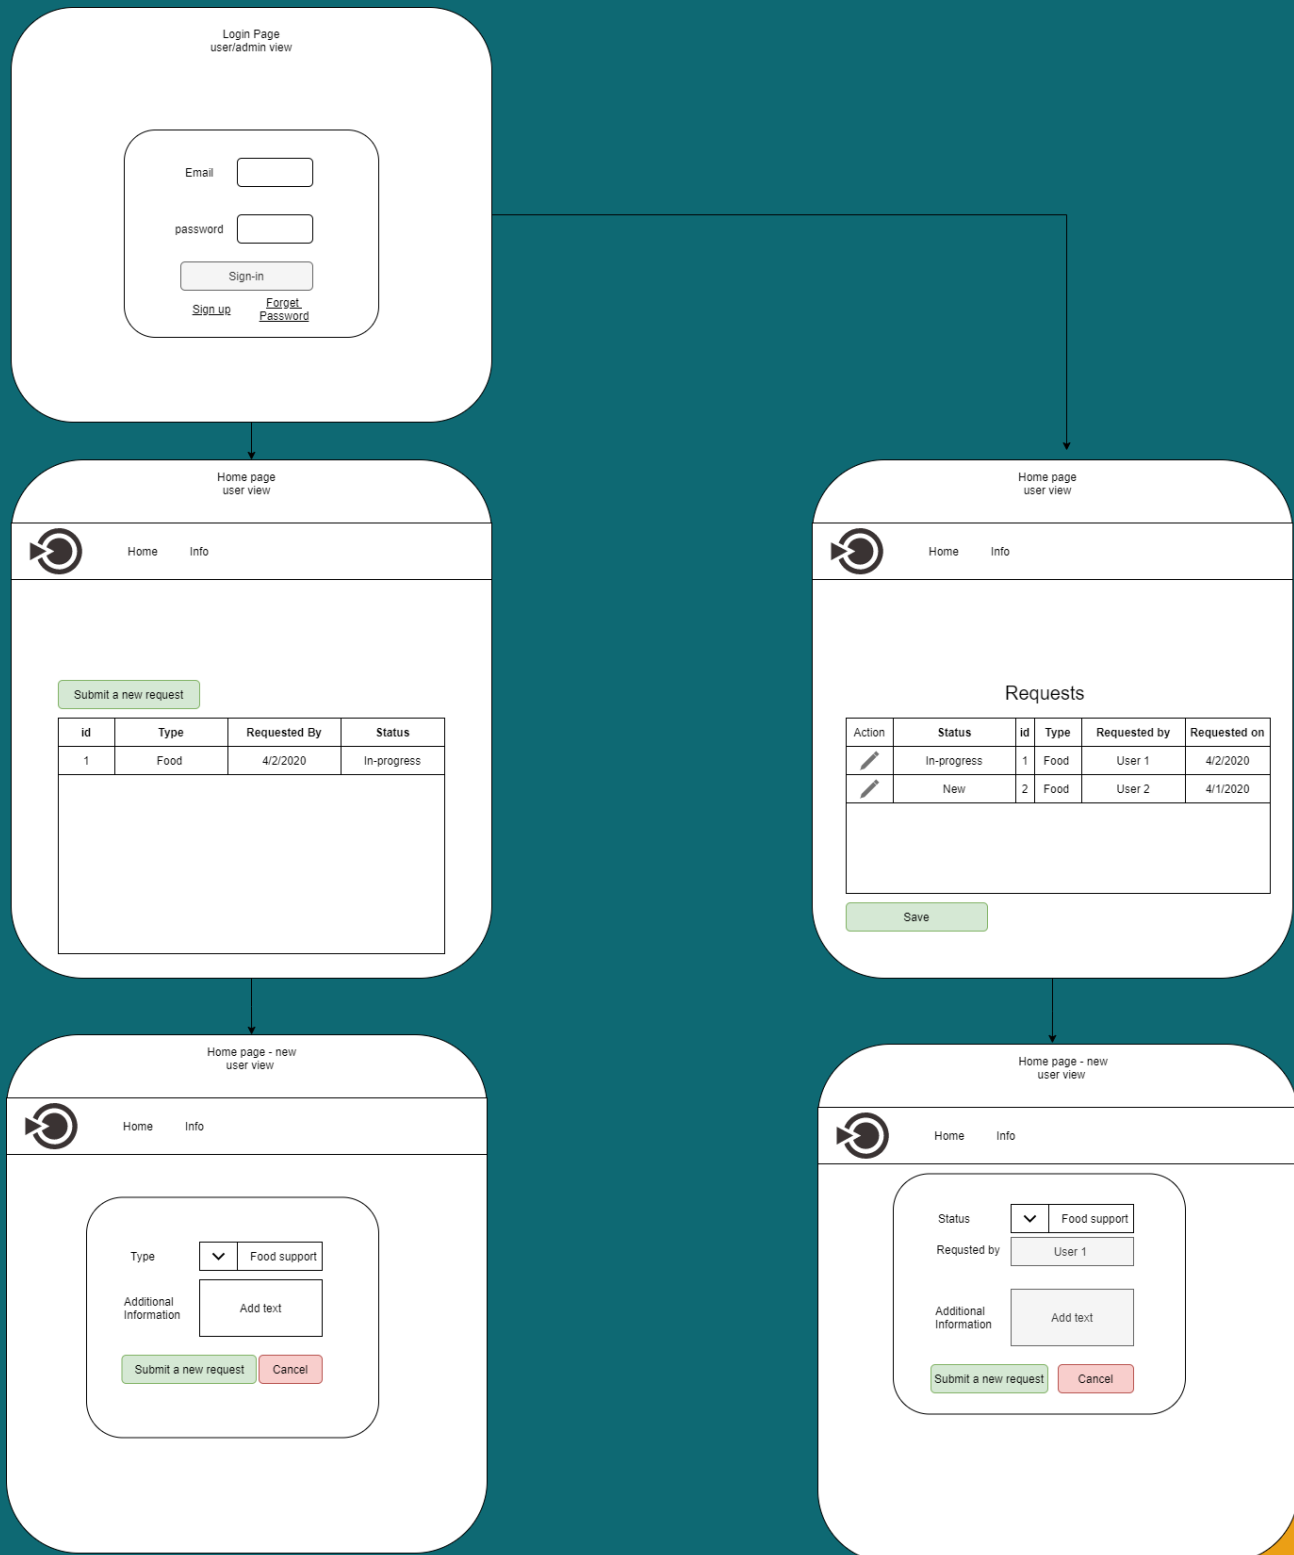 Login Page
user/admin view
Email
password
Sign-in
Sign up
Forget
Password
Home page
user view
Home Info
Submit a new request
id Type Requested By Status
1 Food 4/2/2020 In-progress
Home page
user view
Home Info
Requests
Action Status id Type Requested by Requested on
In-progress 1 Food User 1 4/2/2020
New 2 Food User 2 4/1/2020
Save
Home page - new
user view
Home Info
Type Food support
Additional
Information
Add text
Submit a new request Cancel
Home page - new
user view
Home Info
Status Food support
Requsted by User 1
Additional
Information
Add text
Submit a new request Cancel